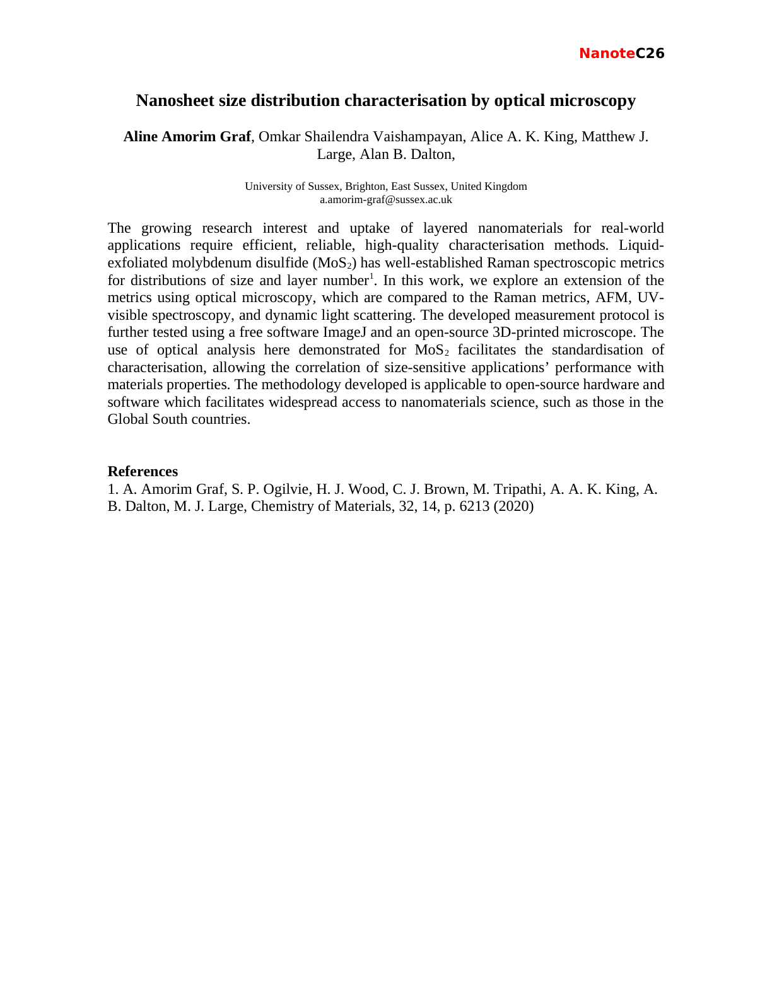 NanoteC26
Nanosheet size distribution characterisation by optical microscopy
Aline Amorim Graf, Omkar Shailendra Vaishampayan, Alice A. K. King, Matthew J.
Large, Alan B. Dalton,
University of Sussex, Brighton, East Sussex, United Kingdom
a.amorim-graf@sussex.ac.uk
The growing research interest and uptake of layered nanomaterials for real-world
applications require efficient, reliable, high-quality characterisation methods. Liquid-
exfoliated molybdenum disulfide (MoS₂) has well-established Raman spectroscopic metrics
for distributions of size and layer number¹. In this work, we explore an extension of the
metrics using optical microscopy, which are compared to the Raman metrics, AFM, UV-
visible spectroscopy, and dynamic light scattering. The developed measurement protocol is
further tested using a free software ImageJ and an open-source 3D-printed microscope. The
use of optical analysis here demonstrated for MoS₂ facilitates the standardisation of
characterisation, allowing the correlation of size-sensitive applications’ performance with
materials properties. The methodology developed is applicable to open-source hardware and
software which facilitates widespread access to nanomaterials science, such as those in the
Global South countries.
References
1. A. Amorim Graf, S. P. Ogilvie, H. J. Wood, C. J. Brown, M. Tripathi, A. A. K. King, A.
B. Dalton, M. J. Large, Chemistry of Materials, 32, 14, p. 6213 (2020)